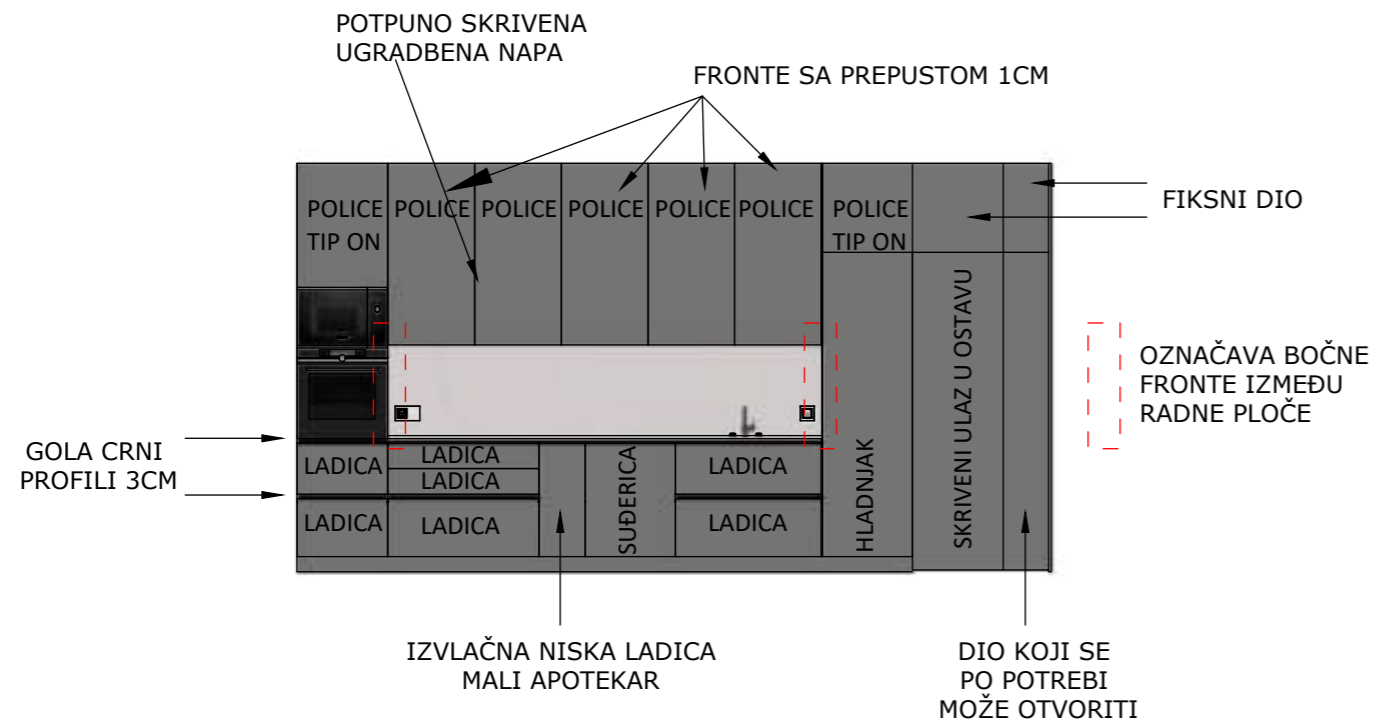 POTPUNO SKRIVENA
UGRADBENA NAPA
FRONTE SA PREPUSTOM 1CM
POLICE
TIP ON
POLICE
POLICE
POLICE
POLICE
POLICE
POLICE
TIP ON
FIKSNI DIO
SKRIVENI ULAZ U OSTAVU
HLADNJAK
OZNAČAVA BOČNE
FRONTE IZMEĐU
RADNE PLOČE
GOLA CRNI
PROFILI 3CM
LADICA
LADICA
LADICA
LADICA
LADICA
SUĐERICA
LADICA
LADICA
IZVLAČNA NISKA LADICA
MALI APOTEKAR
DIO KOJI SE
PO POTREBI
MOŽE OTVORITI